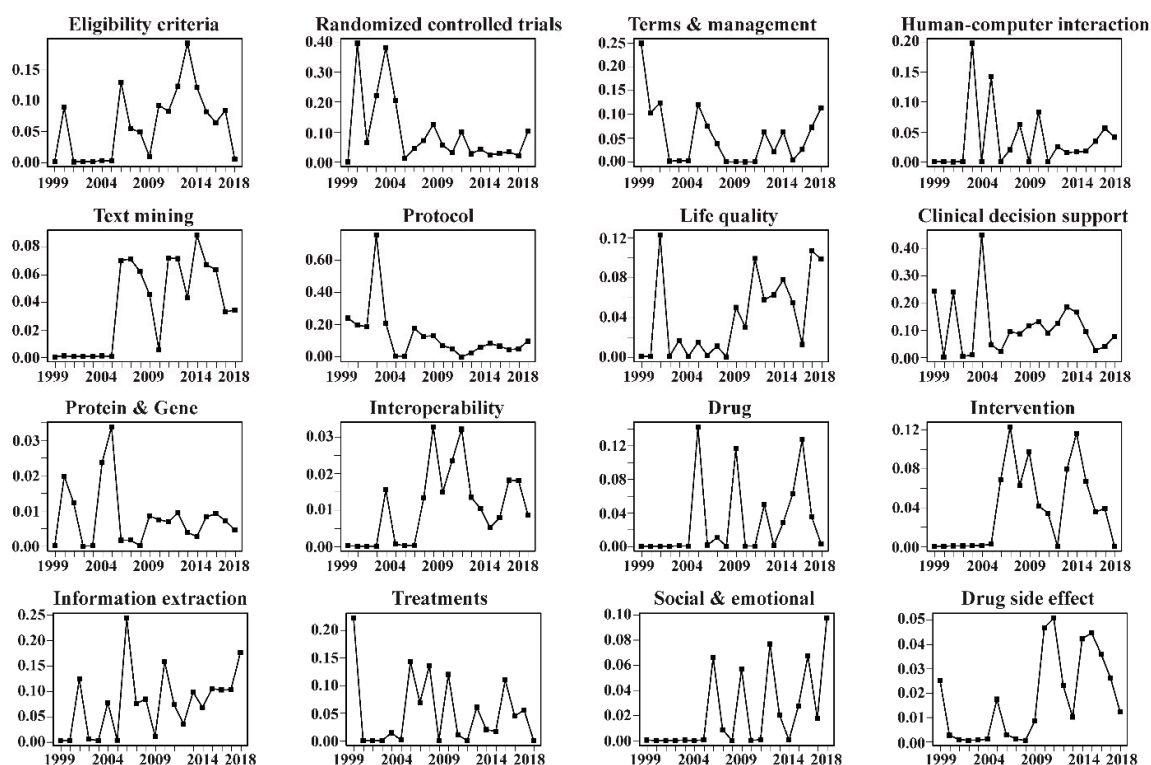 Eligibility criteria
0.15
0.10
0.05
0.00
1999 2004 2009 2014 2018
Randomized controlled trials
0.40
0.30
0.20
0.10
0.00
1999 2004 2009 2014 2018
Terms & management
0.25
0.20
0.15
0.10
0.05
0.00
1999 2004 2009 2014 2018
Human-computer interaction
0.20
0.15
0.10
0.05
0.00
1999 2004 2009 2014 2018
Text mining
0.08
0.06
0.04
0.02
0.00
1999 2004 2009 2014 2018
Protocol
0.60
0.40
0.20
0.00
1999 2004 2009 2014 2018
Life quality
0.12
0.08
0.04
0.00
1999 2004 2009 2014 2018
Clinical decision support
0.40
0.30
0.20
0.10
0.00
1999 2004 2009 2014 2018
Protein & Gene
0.03
0.02
0.01
0.00
1999 2004 2009 2014 2018
Interoperability
0.03
0.02
0.01
0.00
1999 2004 2009 2014 2018
Drug
0.12
0.08
0.04
0.00
1999 2004 2009 2014 2018
Intervention
0.12
0.08
0.04
0.00
1999 2004 2009 2014 2018
Information extraction
0.25
0.20
0.15
0.10
0.05
0.00
1999 2004 2009 2014 2018
Treatments
0.20
0.15
0.10
0.05
0.00
1999 2004 2009 2014 2018
Social & emotional
0.10
0.08
0.06
0.04
0.02
0.00
1999 2004 2009 2014 2018
Drug side effect
0.05
0.04
0.03
0.02
0.01
0.00
1999 2004 2009 2014 2018